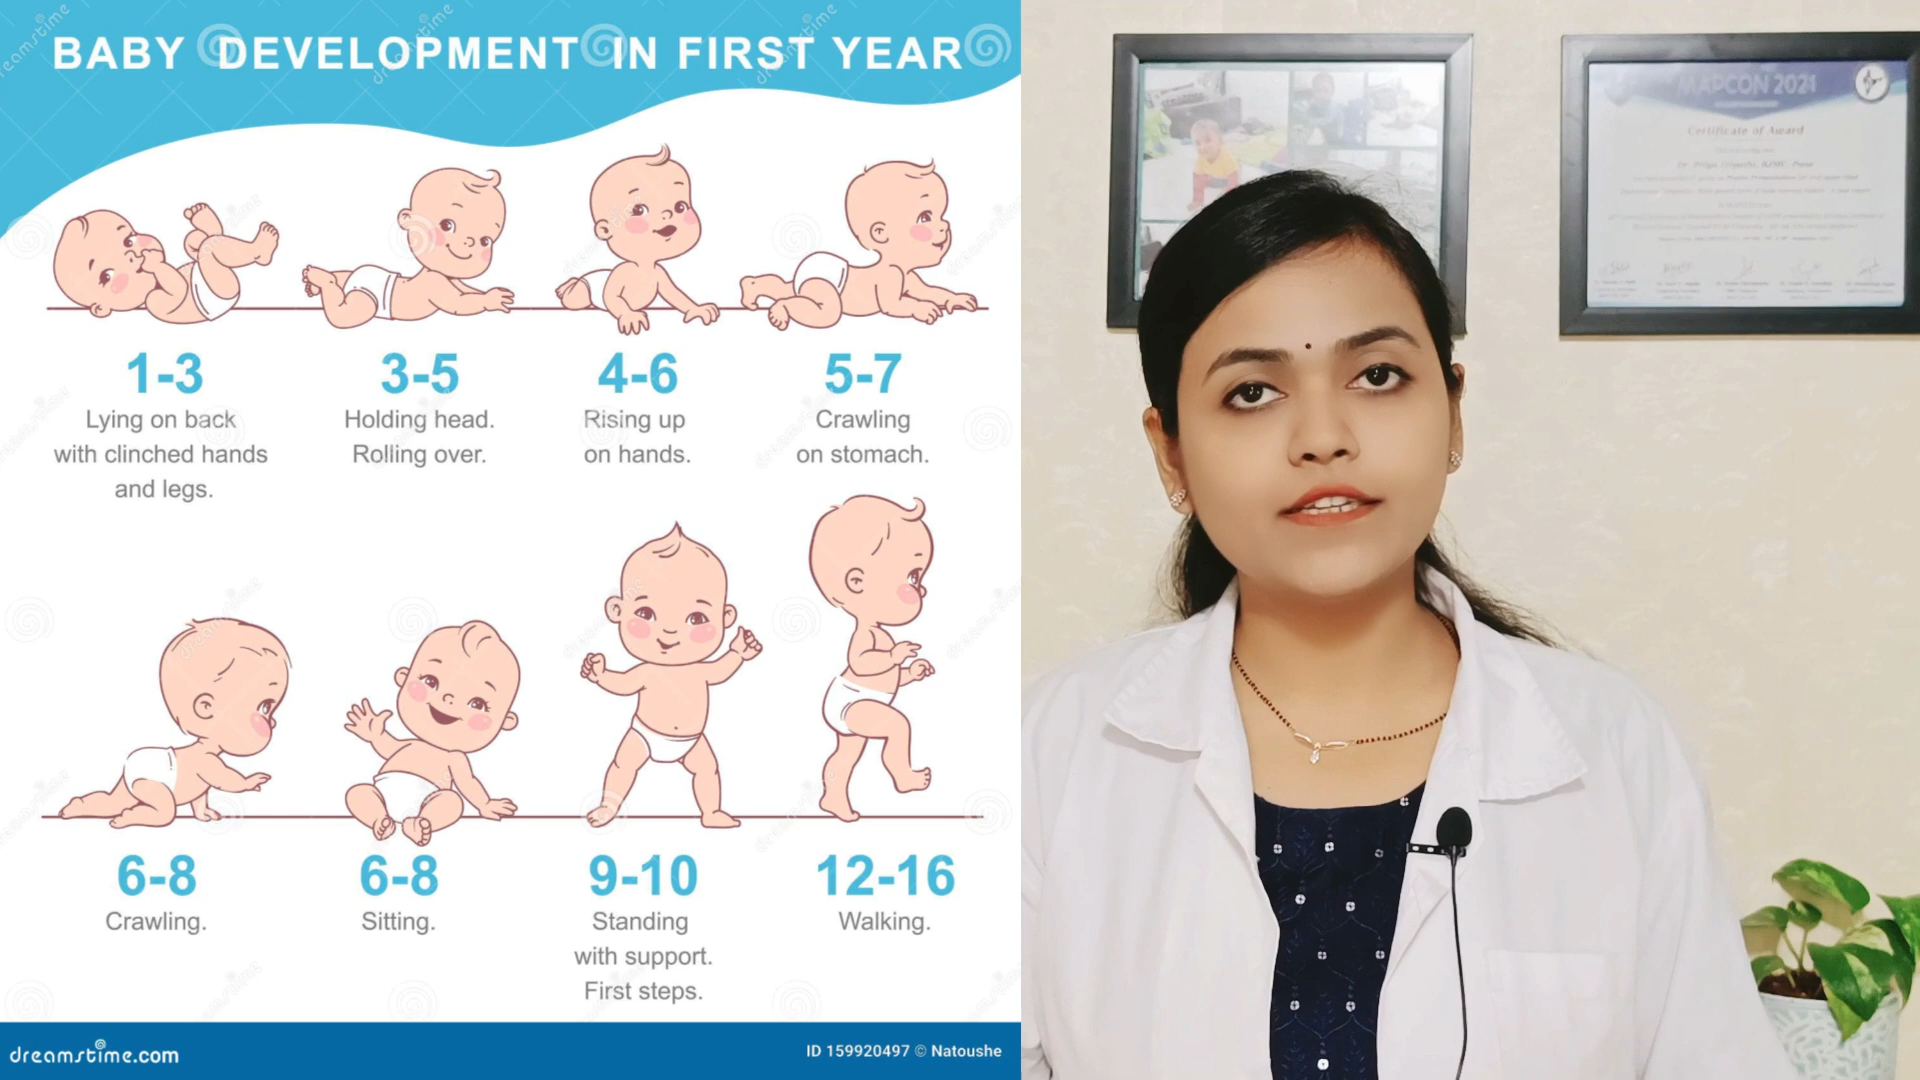 BABY DEVELOPMENT IN FIRST YEAR
1-3
Lying on back
with clinched hands
and legs.
3-5
Holding head.
Rolling over.
4-6
Rising up
on hands.
5-7
Crawling
on stomach.
6-8
Crawling.
6-8
Sitting.
9-10
Standing
with support.
First steps.
12-16
Walking.
dreamstime.com
ID 159920497 © Natoushe
MAPCON 2021
Certificate of Award